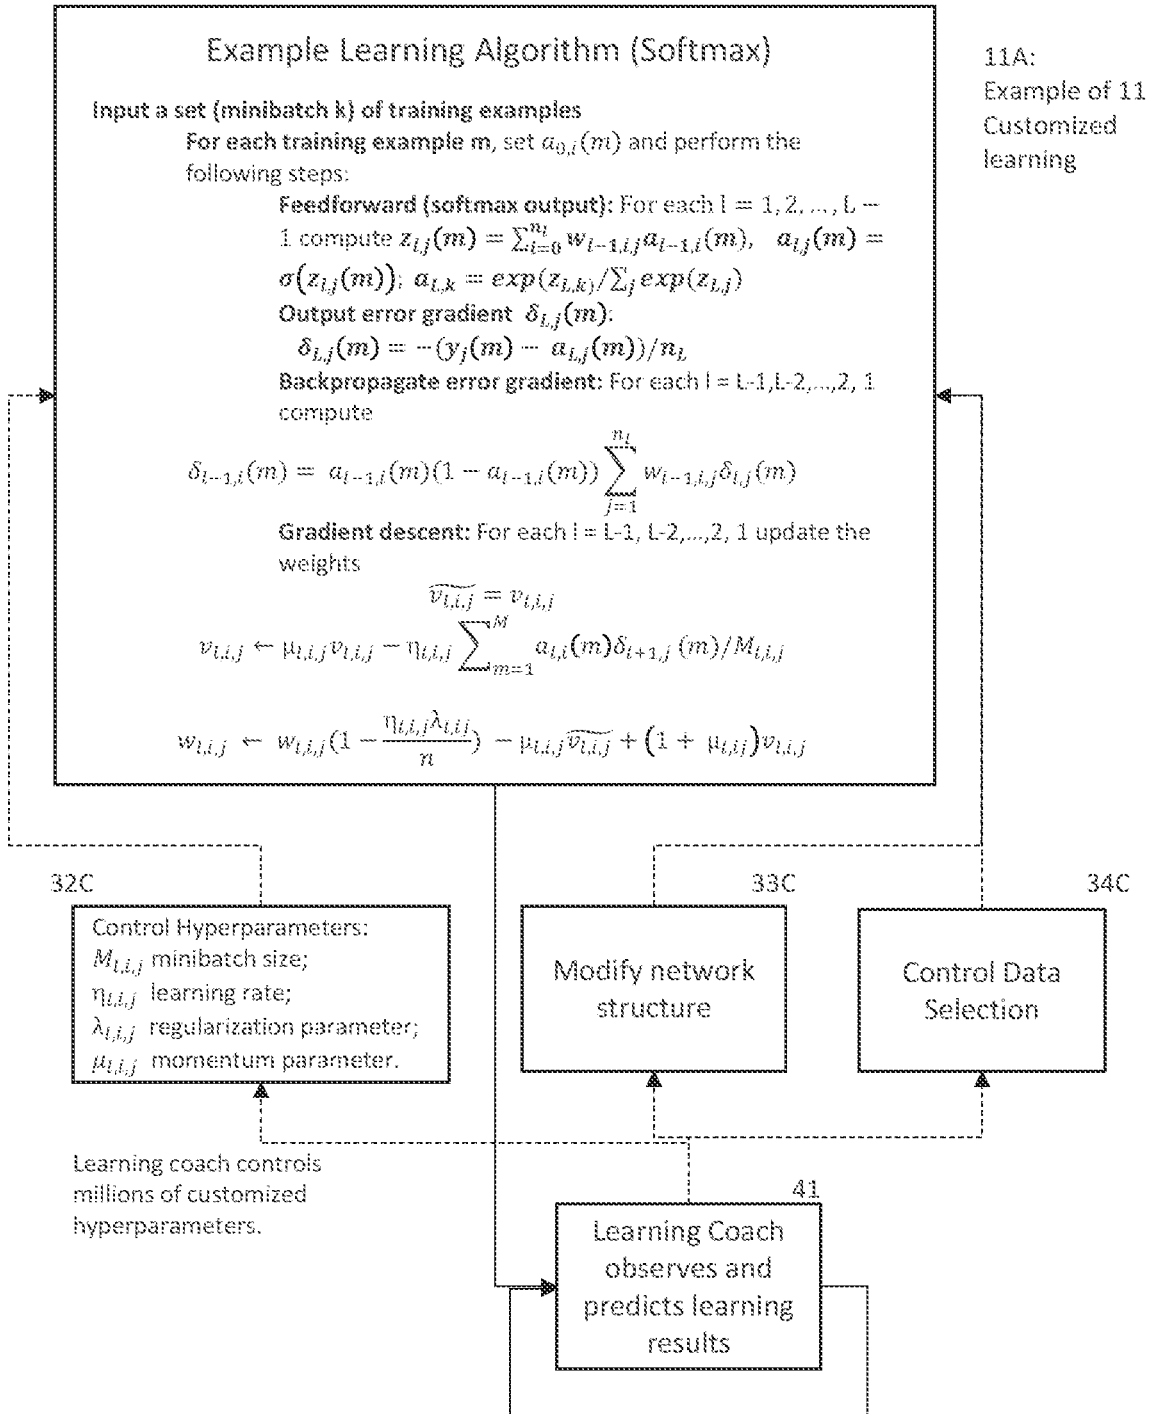 Example Learning Algorithm (Softmax)
11A:
Example of 11
Customized
learning
Input a set (minibatch k) of training examples
For each training example m, set a_{0,i}(m) and perform the
following steps:
Feedforward (softmax output): For each l = 1, 2, ..., L −
1 compute z_{l,j}(m) = ∑_{i=0}^{n_l} w_{l−1,i,j} a_{l−1,i}(m), a_{l,j}(m) =
σ(z_{l,j}(m)); a_{L,k} = exp(z_{L,k})/∑_j exp(z_{L,j})
Output error gradient δ_{L,j}(m):
δ_{L,j}(m) = −(y_j(m) − a_{L,j}(m))/n_L
Backpropagate error gradient: For each l = L-1,L-2,...,2, 1
compute
δ_{l−1,i}(m) = a_{l−1,i}(m)(1 − a_{l−1,i}(m)) ∑_{j=1}^{n_l} w_{l−1,i,j} δ_{l,j}(m)
Gradient descent: For each l = L-1, L-2,...,2, 1 update the
weights
\widetilde{v_{l,i,j}} = v_{l,i,j}
v_{l,i,j} ← μ_{l,i,j} v_{l,i,j} − η_{l,i,j} ∑_{m=1}^{M} a_{l,i}(m)δ_{l+1,j}(m)/M_{l,i,j}
w_{l,i,j} ← w_{l,i,j}(1 − \frac{η_{l,i,j}λ_{l,ij}}{n}) − μ_{l,i,j}\widetilde{v_{l,i,j}} + (1 + μ_{l,ij})v_{l,i,j}
32C
33C
34C
Control Hyperparameters:
M_{l,i,j} minibatch size;
η_{l,i,j} learning rate;
λ_{l,i,j} regularization parameter;
μ_{l,i,j} momentum parameter.
Modify network
structure
Control Data
Selection
Learning coach controls
millions of customized
hyperparameters.
41
Learning Coach
observes and
predicts learning
results